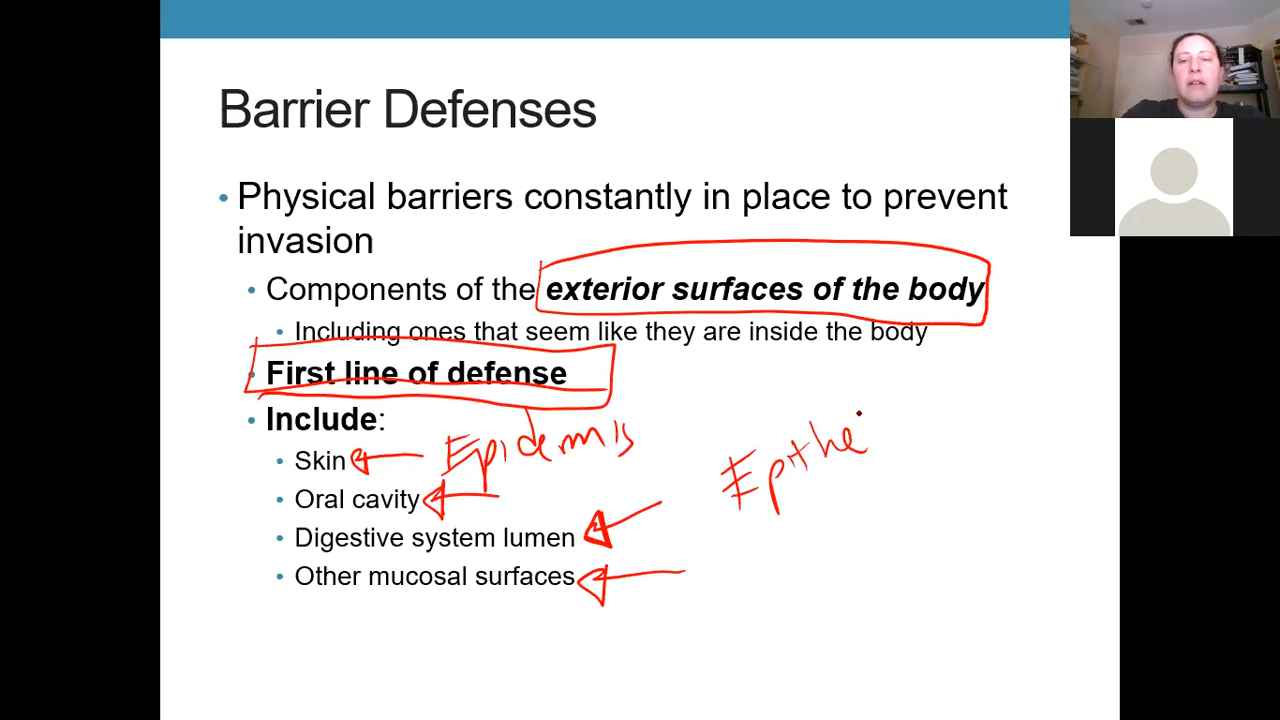 Barrier Defenses
• Physical barriers constantly in place to prevent
invasion
• Components of the exterior surfaces of the body
• Including ones that seem like they are inside the body
• First line of defense
• Include:
• Skin Epidermis
• Oral cavity Epithe
• Digestive system lumen
• Other mucosal surfaces